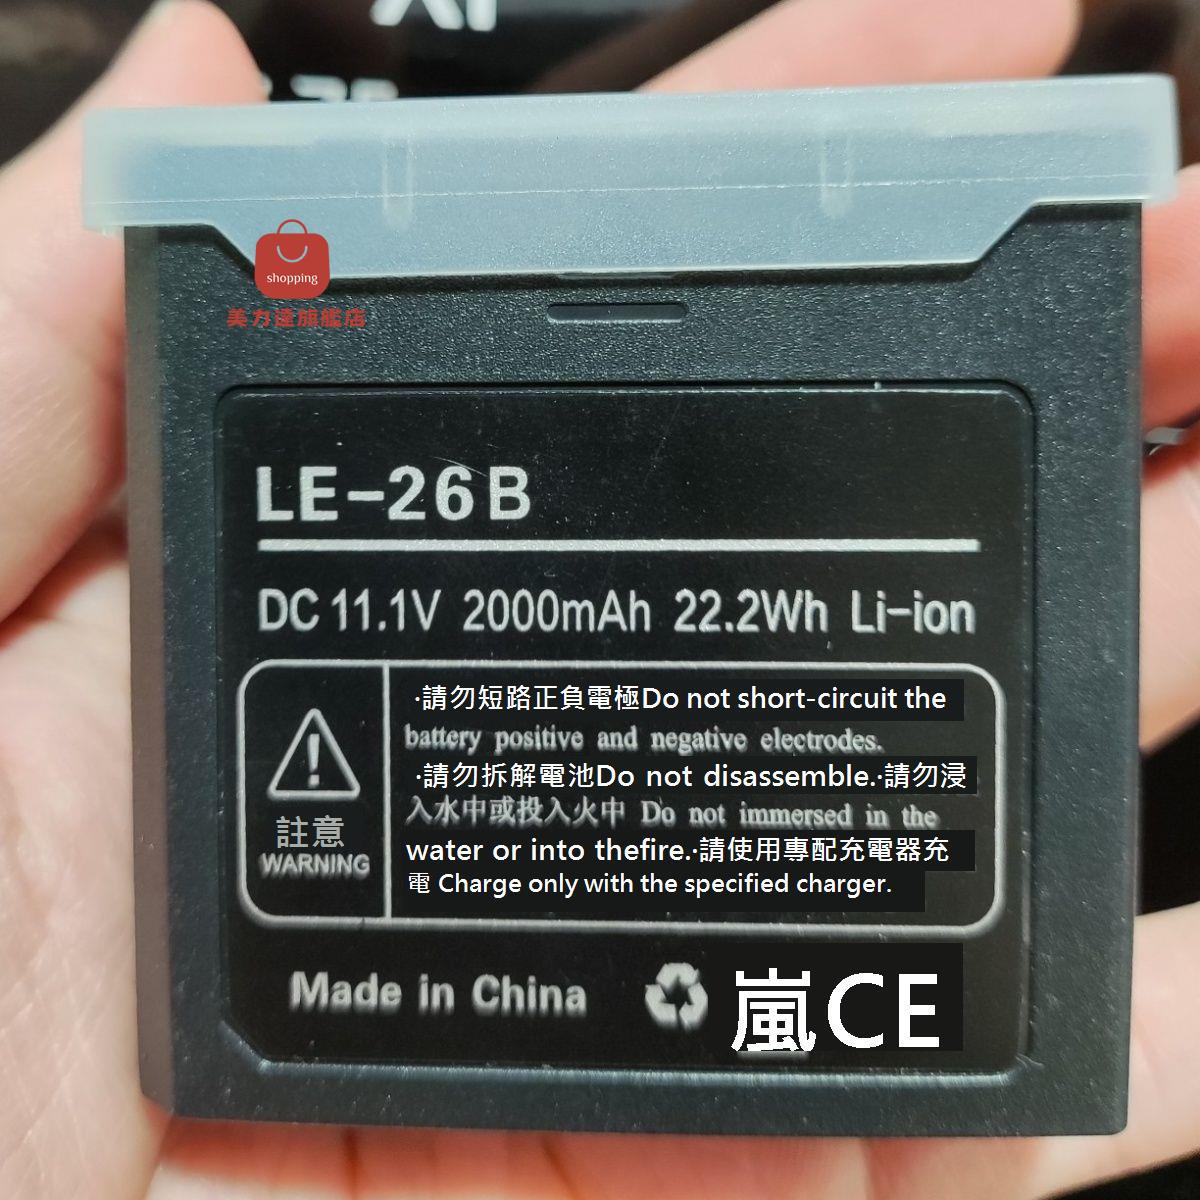 shopping
美力達旗艦店
LE-26B
DC 11.1V 2000mAh 22.2Wh Li-ion
·請勿短路正負電極Do not short-circuit the
battery positive and negative electrodes.
·請勿拆解電池Do not disassemble.·請勿浸
入水中或投入火中 Do not immersed in the
water or into thefire.·請使用專配充電器充
電 Charge only with the specified charger.
註意
WARNING
Made in China
嵐CE